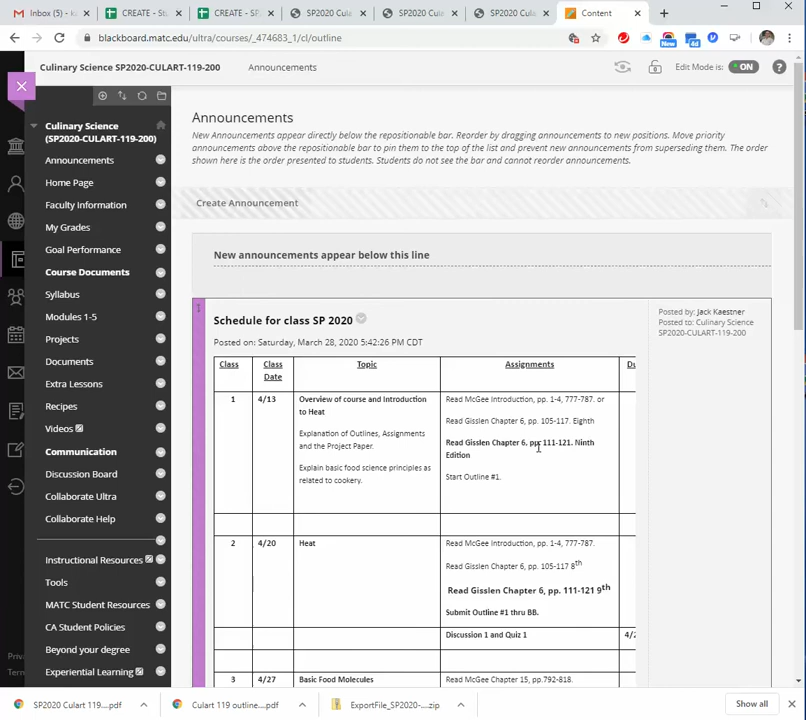 Inbox (5) - k
CREATE - Stu
CREATE - SP2
SP2020 Cular
SP2020 Cular
SP2020 Cular
Content
blackboard.matc.edu/ultra/courses/_474683_1/cl/outline
New
4d
Culinary Science SP2020-CULART-119-200
Announcements
Edit Mode is:
ON
Culinary Science
(SP2020-CULART-119-200)
Announcements
Home Page
Faculty Information
My Grades
Goal Performance
Course Documents
Syllabus
Modules 1-5
Projects
Documents
Extra Lessons
Recipes
Videos
Communication
Discussion Board
Collaborate Ultra
Collaborate Help
Instructional Resources
Tools
MATC Student Resources
CA Student Policies
Beyond your degree
Experiential Learning
Priva
Term
Announcements
New Announcements appear directly below the repositionable bar. Reorder by dragging announcements to new positions. Move priority
announcements above the repositionable bar to pin them to the top of the list and prevent new announcements from superseding them. The order
shown here is the order presented to students. Students do not see the bar and cannot reorder announcements.
Create Announcement
New announcements appear below this line
Schedule for class SP 2020
Posted on: Saturday, March 28, 2020 5:42:26 PM CDT
Posted by: Jack Kaestner
Posted to: Culinary Science
SP2020-CULART-119-200
Class
Class
Date
Topic
Assignments
Du
1
4/13
Overview of course and Introduction
to Heat
Explanation of Outlines, Assignments
and the Project Paper.
Explain basic food science principles as
related to cookery.
Read McGee Introduction, pp. 1-4, 777-787. or
Read Gisslen Chapter 6, pp. 105-117. Eighth
Read Gisslen Chapter 6, pp. 111-121. Ninth
Edition
Start Outline #1.
2
4/20
Heat
Read McGee Introduction, pp. 1-4, 777-787.
Read Gisslen Chapter 6, pp. 105-117 8th
Read Gisslen Chapter 6, pp. 111-121 9th
Submit Outline #1 thru BB.
Discussion 1 and Quiz 1
4/2
3
4/27
Basic Food Molecules
Read McGee Chapter 15, pp.792-818.
SP2020 Culart 119....pdf
Culart 119 outline....pdf
ExportFile_SP2020-....zip
Show all